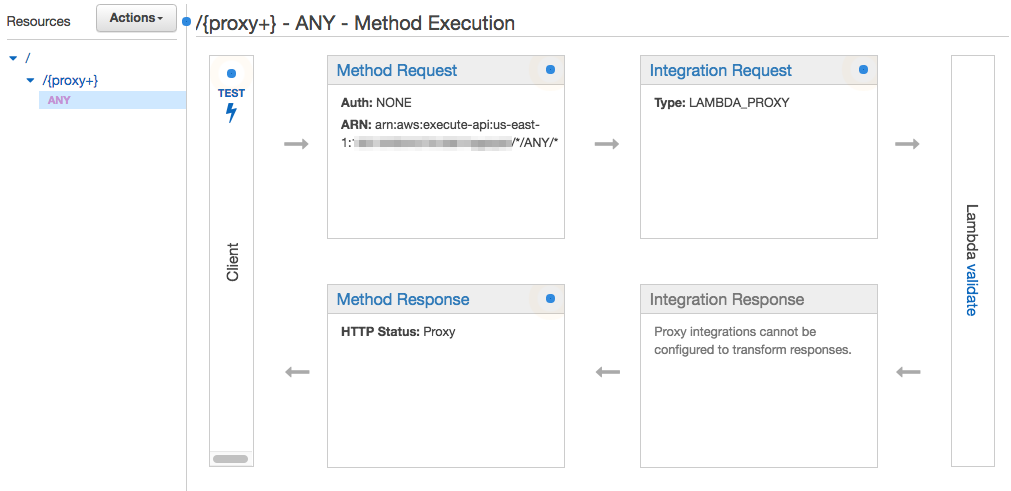 Resources
Actions
/{proxy+} - ANY - Method Execution
/
/{proxy+}
ANY
TEST
Client
Method Request
Auth: NONE
ARN: arn:aws:execute-api:us-east-
1: /*/ANY/*
Integration Request
Type: LAMBDA_PROXY
Lambda validate
Method Response
HTTP Status: Proxy
Integration Response
Proxy integrations cannot be
configured to transform responses.